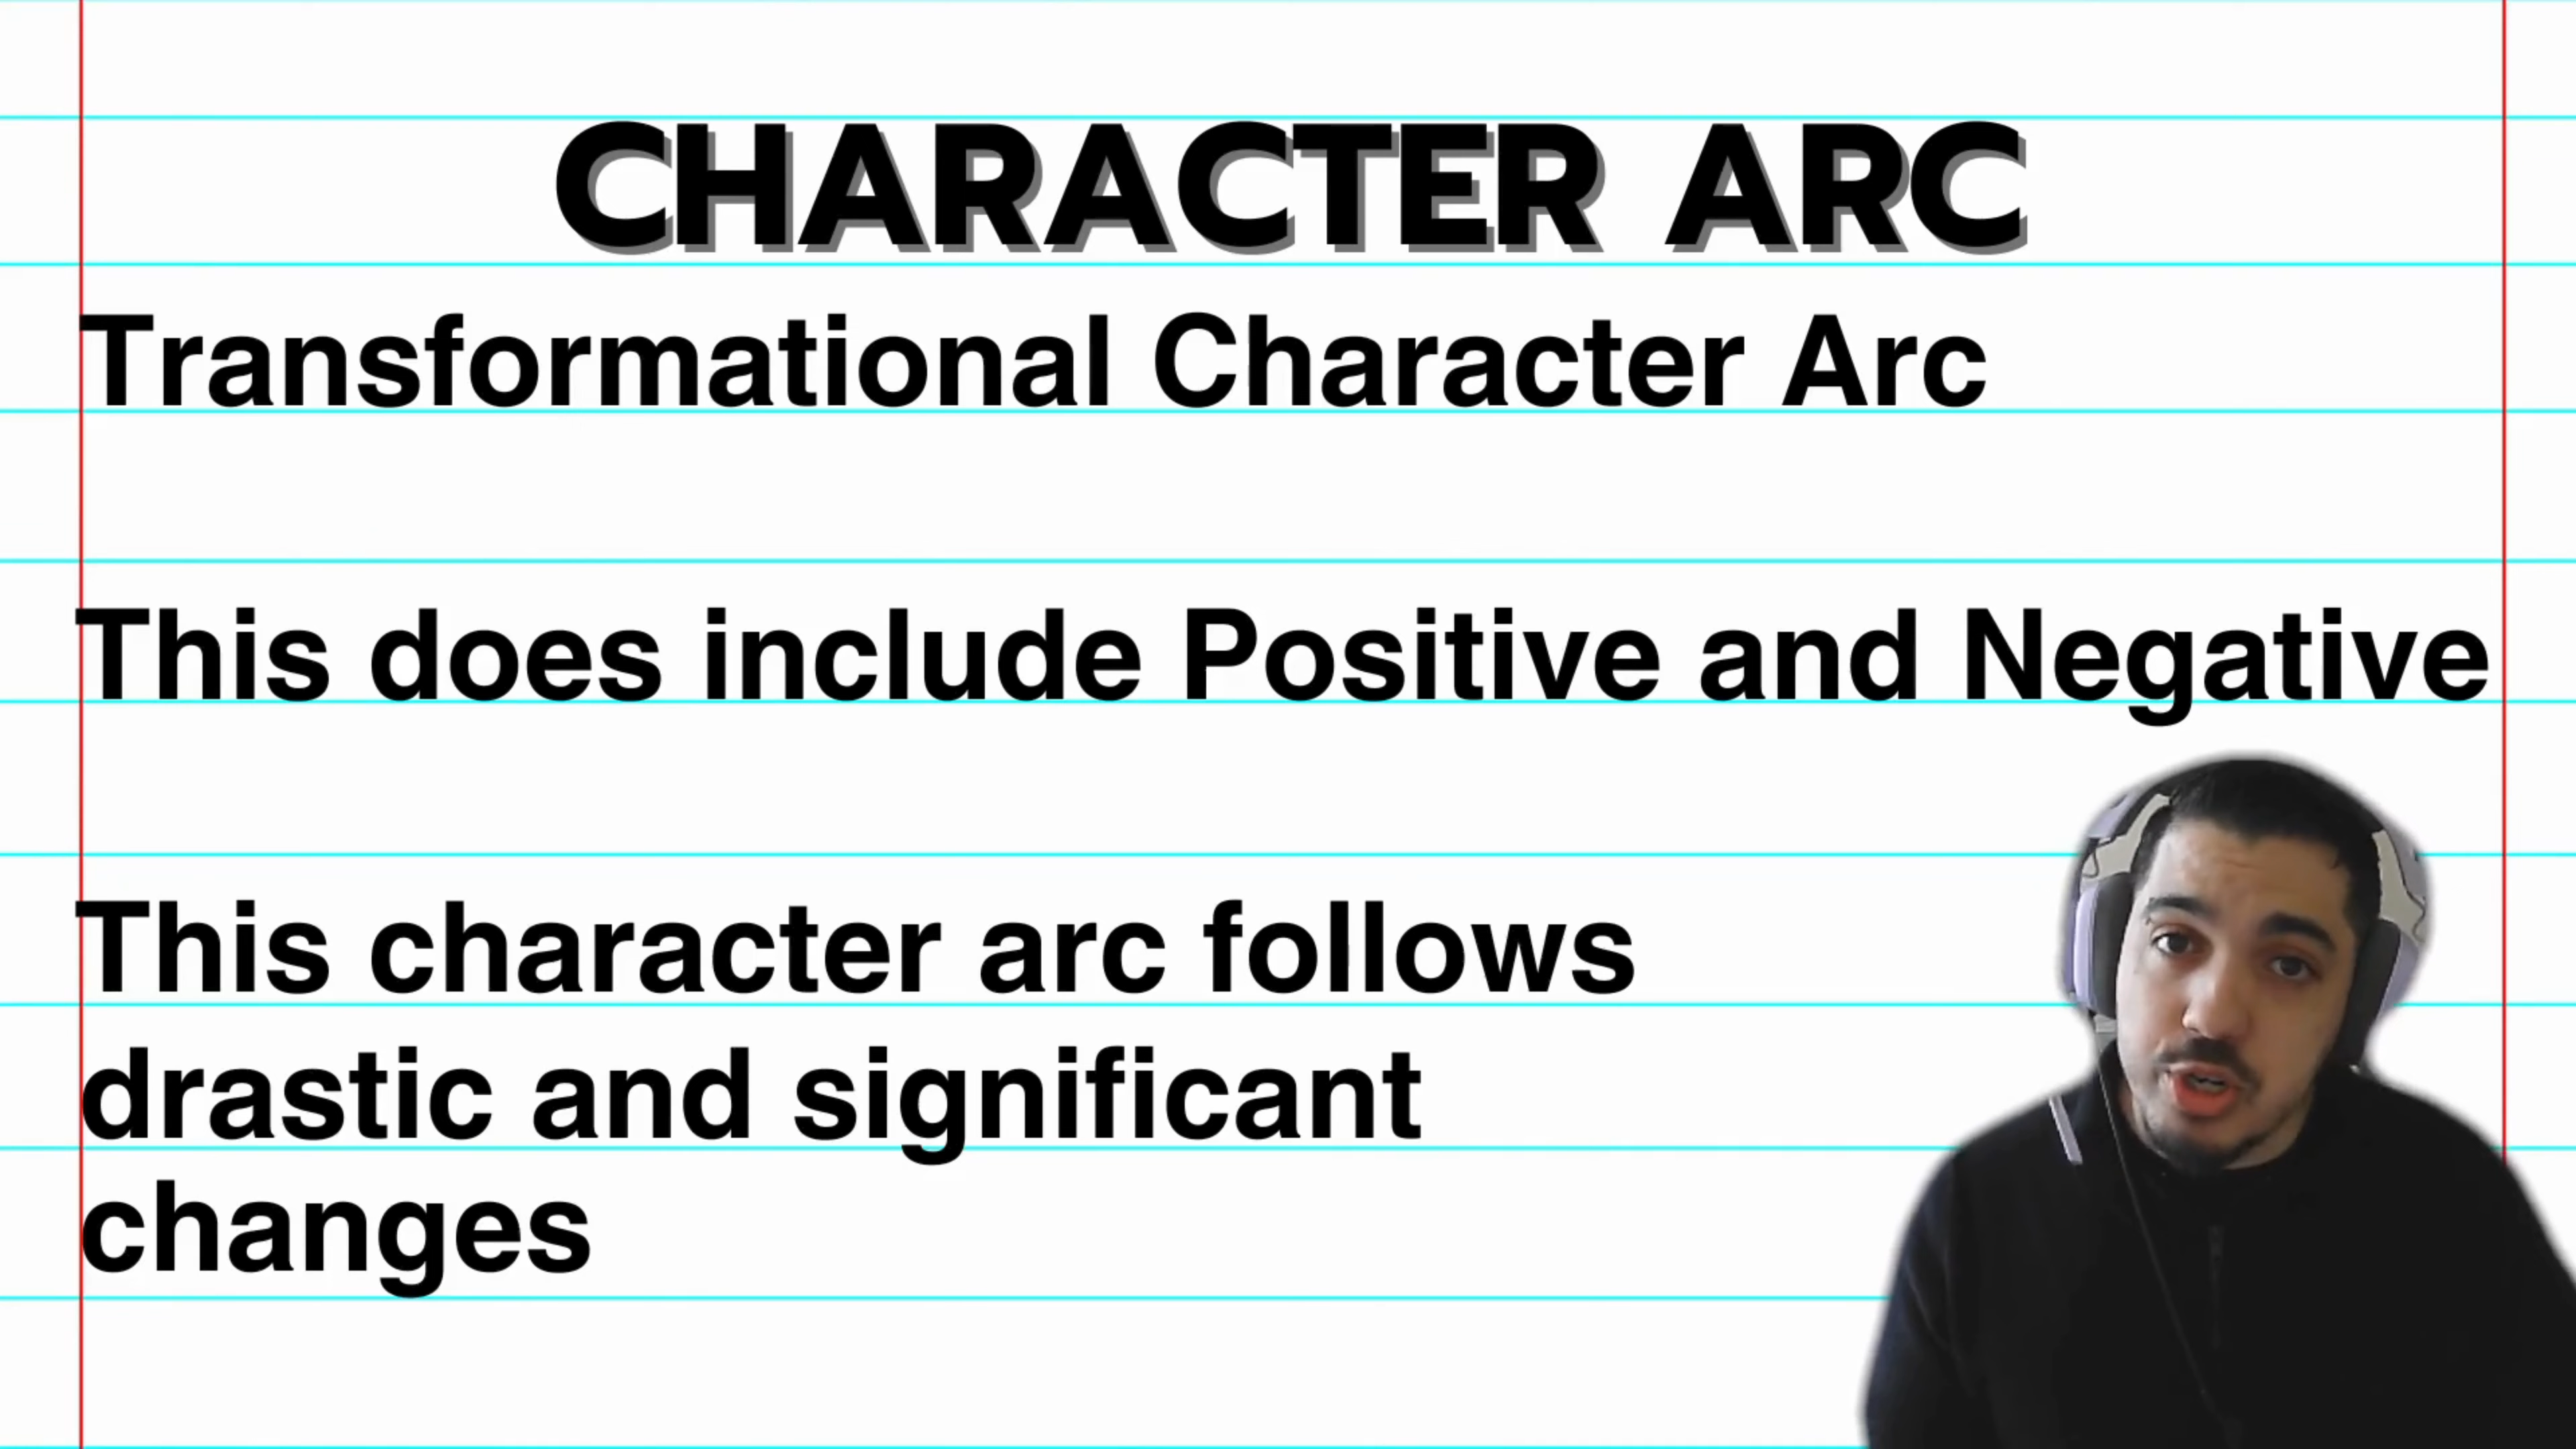 CHARACTER ARC
Transformational Character Arc
This does include Positive and Negative
This character arc follows
drastic and significant
changes